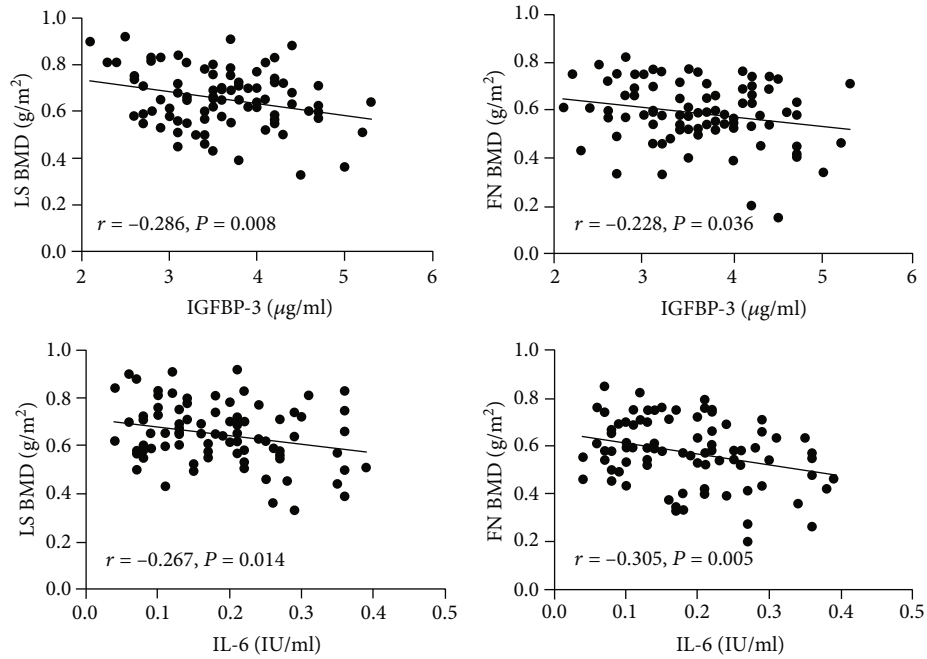 1.0
0.8
0.6
0.4
0.2
0.0
LS BMD (g/m²)
r = –0.286, P = 0.008
2 3 4 5 6
IGFBP-3 (μg/ml)
1.0
0.8
0.6
0.4
0.2
0.0
FN BMD (g/m²)
r = –0.228, P = 0.036
2 3 4 5 6
IGFBP-3 (μg/ml)
1.0
0.8
0.6
0.4
0.2
0.0
LS BMD (g/m²)
r = –0.267, P = 0.014
0.0 0.1 0.2 0.3 0.4 0.5
IL-6 (IU/ml)
1.0
0.8
0.6
0.4
0.2
0.0
FN BMD (g/m²)
r = –0.305, P = 0.005
0.0 0.1 0.2 0.3 0.4 0.5
IL-6 (IU/ml)